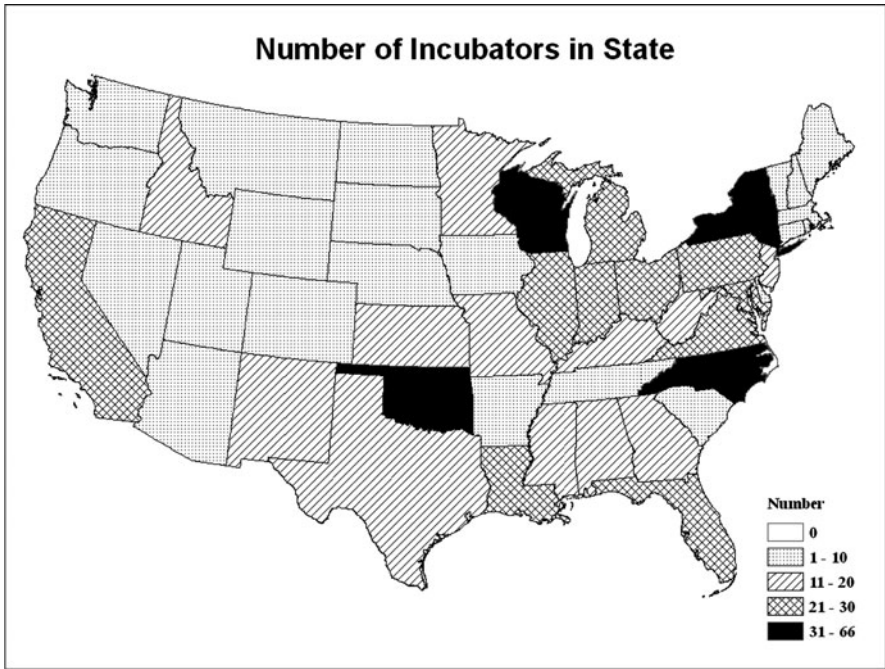 Number of Incubators in State
Number
0
1 - 10
11 - 20
21 - 30
31 - 66